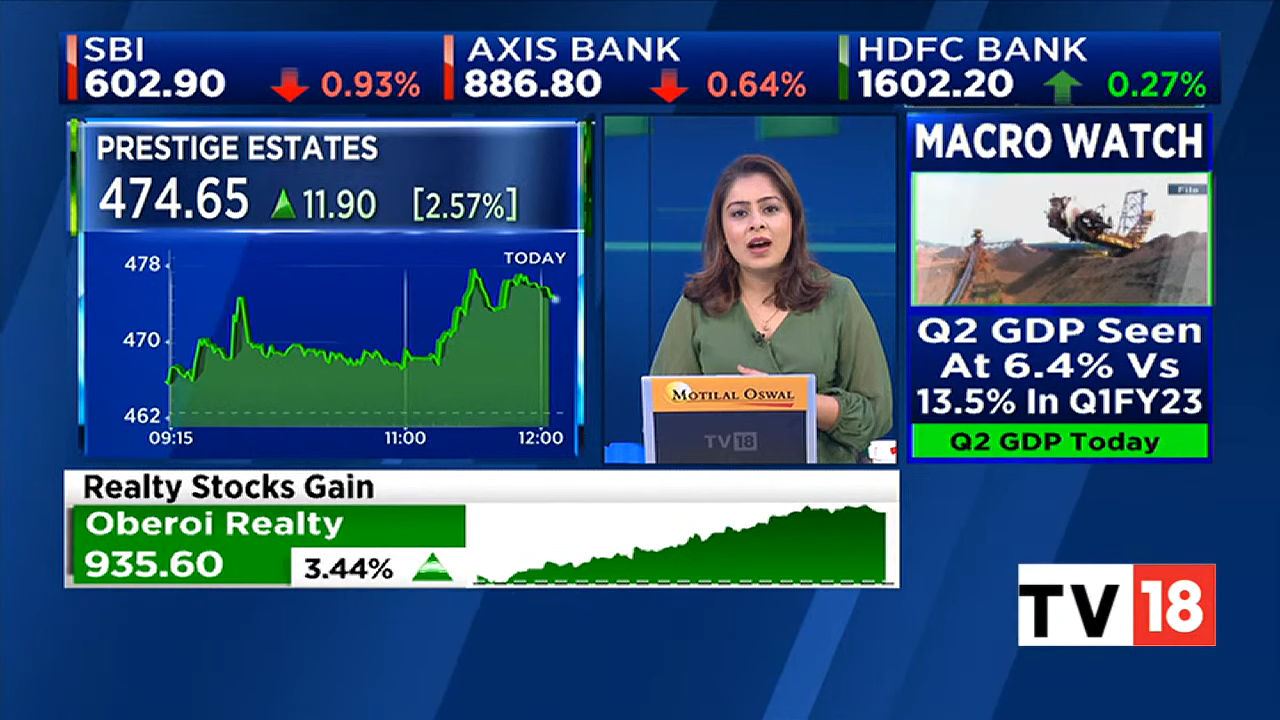 SBI
602.90 0.93%
AXIS BANK
886.80 0.64%
HDFC BANK
1602.20 0.27%
PRESTIGE ESTATES
474.65 11.90 [2.57%]
TODAY
478
470
462
09:15 11:00 12:00
MOTILAL OSWAL
TV18
MACRO WATCH
File
Q2 GDP Seen
At 6.4% Vs
13.5% In Q1FY23
Q2 GDP Today
Realty Stocks Gain
Oberoi Realty
935.60 3.44%
TV18